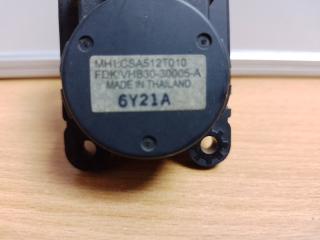 MHI:CSA512T010
FDK:VHB30-30005-A
MADE IN THAILAND
6Y21A